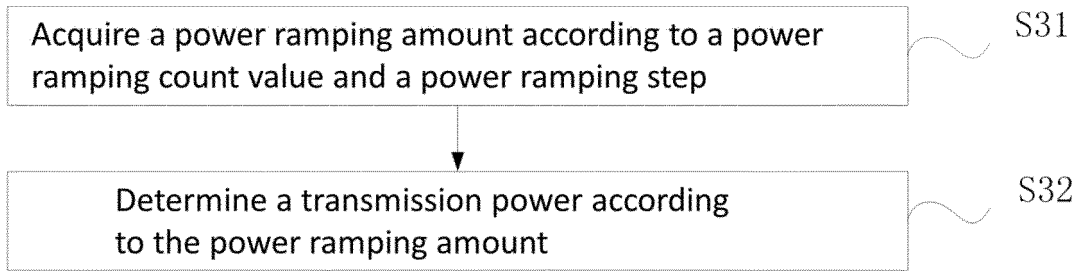 Acquire a power ramping amount according to a power
ramping count value and a power ramping step
S31
Determine a transmission power according
to the power ramping amount
S32